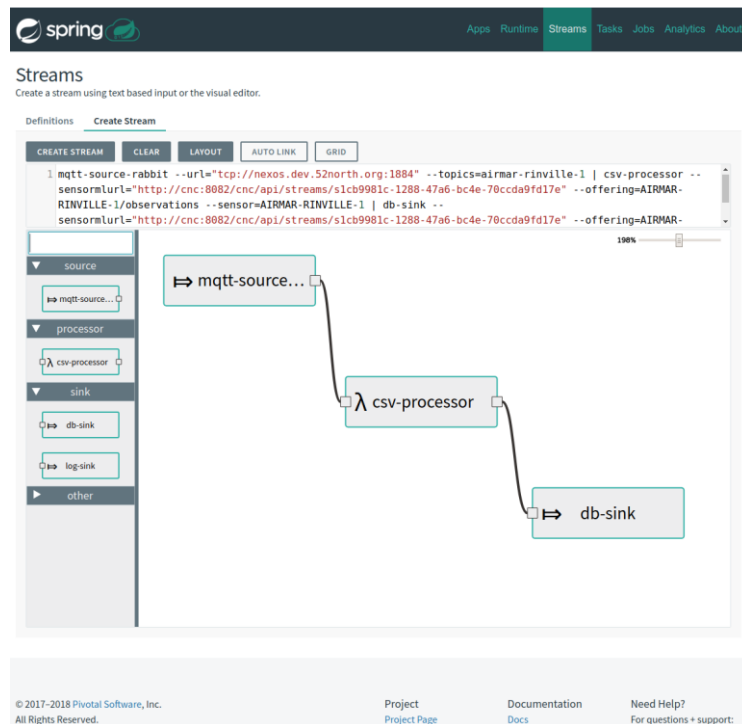 spring
Apps Runtime Streams Tasks Jobs Analytics About
Streams
Create a stream using text based input or the visual editor.
Definitions Create Stream
CREATE STREAM CLEAR LAYOUT AUTO LINK GRID
1 mqtt-source-rabbit --url="tcp://nexos.dev.52north.org:1884" --topics=airmar-rinville-1 | csv-processor --
sensormlurl="http://cnc:8082/cnc/api/streams/s1cb9981c-1288-47a6-bc4e-70ccda9fd17e" --offering=AIRMAR-
RINVILLE-1/observations --sensor=AIRMAR-RINVILLE-1 | db-sink --
sensormlurl="http://cnc:8082/cnc/api/streams/s1cb9981c-1288-47a6-bc4e-70ccda9fd17e" --offering=AIRMAR-
190%
source
mqtt-source...
processor
λ csv-processor
sink
db-sink
log-sink
other
mqtt-source...
λ csv-processor
db-sink
© 2017–2018 Pivotal Software, Inc.
All Rights Reserved.
Project
Project Page
Documentation
Docs
Need Help?
For questions + support: